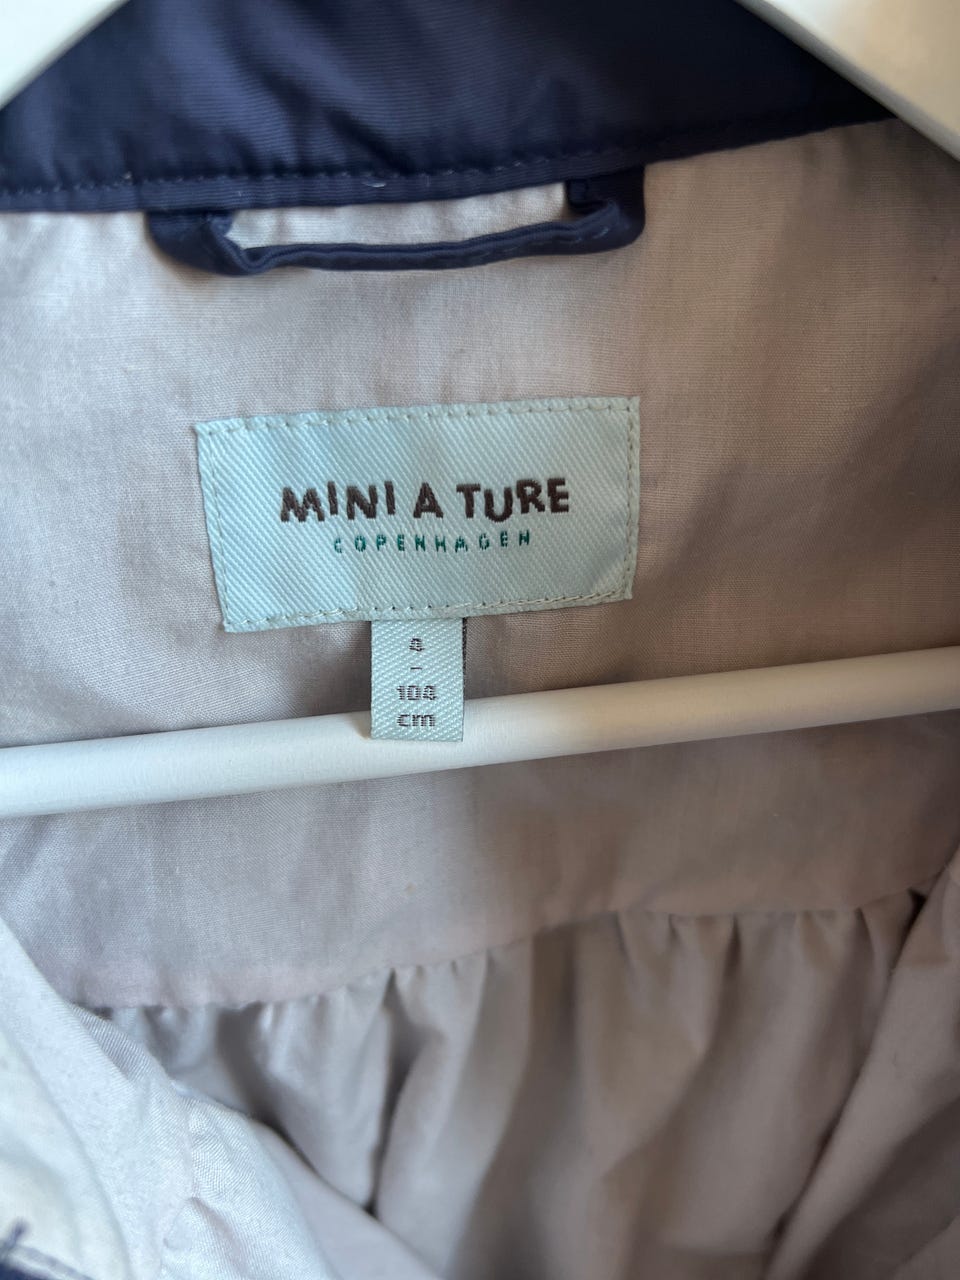 MINI A TURE
COPENHAGEN
4
-
104
cm